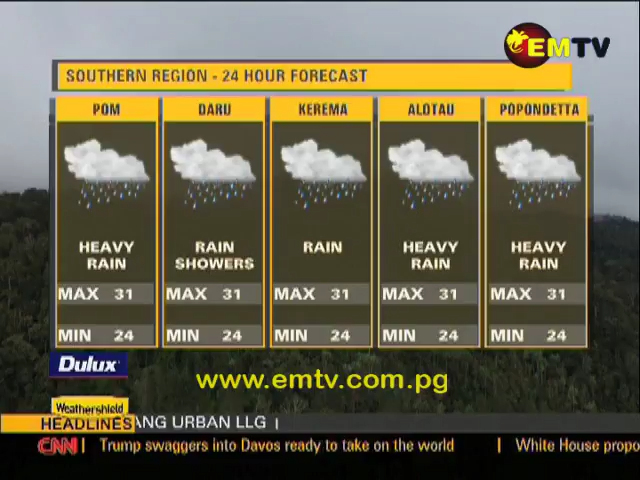 EMTV
SOUTHERN REGION - 24 HOUR FORECAST
POM
HEAVY
RAIN
MAX 31
MIN 24
DARU
RAIN
SHOWERS
MAX 31
MIN 24
KEREMA
RAIN
MAX 31
MIN 24
ALOTAU
HEAVY
RAIN
MAX 31
MIN 24
POPONDETTA
HEAVY
RAIN
MAX 31
MIN 24
Dulux
www.emtv.com.pg
Weathershield
HEADLINES ANG URBAN LLG |
CNN | Trump swaggers into Davos ready to take on the world | White House propo